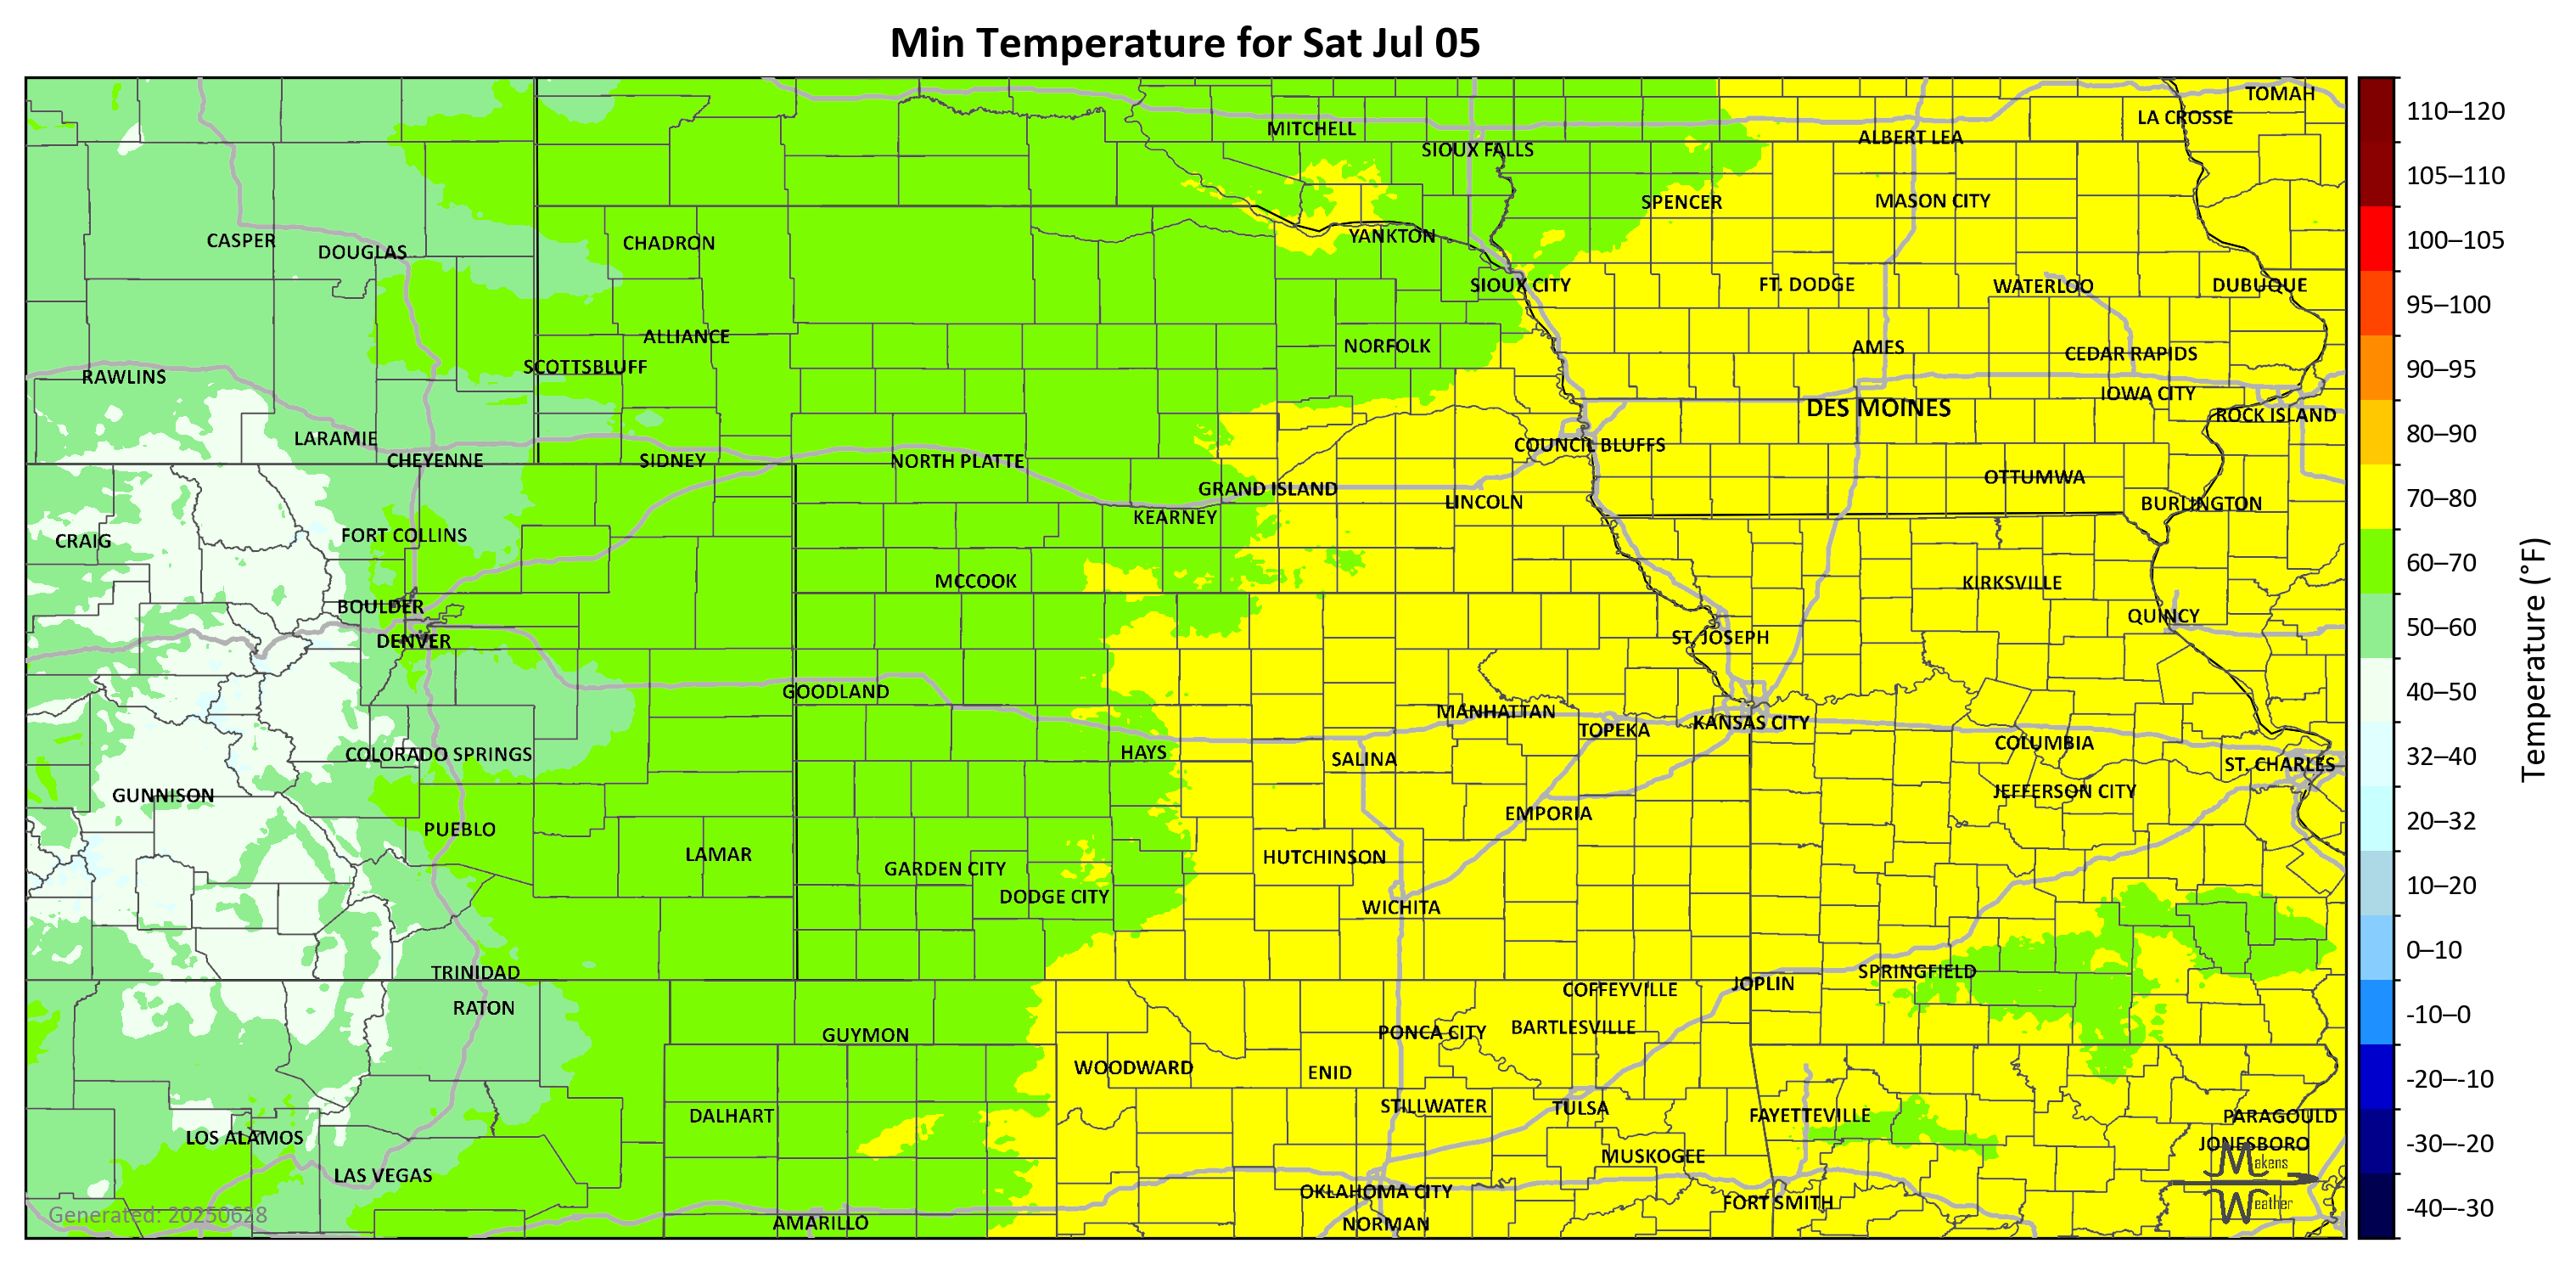 Min Temperature for Sat Jul 05
TOMAH
LA CROSSE
MITCHELL
ALBERT LEA
SIOUX FALLS
SPENCER
MASON CITY
CASPER
DOUGLAS
CHADRON
YANKTON
SIOUX CITY
FT. DODGE
WATERLOO
DUBUQUE
ALLIANCE
NORFOLK
AMES
CEDAR RAPIDS
SCOTTSBLUFF
RAWLINS
IOWA CITY
DES MOINES
ROCK ISLAND
LARAMIE
COUNCIL BLUFFS
CHEYENNE
SIDNEY
NORTH PLATTE
OTTUMWA
GRAND ISLAND
LINCOLN
BURLINGTON
KEARNEY
FORT COLLINS
CRAIG
MCCOOK
KIRKSVILLE
BOULDER
QUINCY
DENVER
ST. JOSEPH
GOODLAND
MANHATTAN
KANSAS CITY
TOPEKA
COLUMBIA
COLORADO SPRINGS
HAYS
SALINA
ST. CHARLES
GUNNISON
JEFFERSON CITY
EMPORIA
PUEBLO
LAMAR
HUTCHINSON
GARDEN CITY
DODGE CITY
WICHITA
TRINIDAD
SPRINGFIELD
JOPLIN
COFFEYVILLE
RATON
GUYMON
PONCA CITY
BARTLESVILLE
WOODWARD
ENID
DALHART
STILLWATER
TULSA
FAYETTEVILLE
PARAGOULD
LOS ALAMOS
JONESBORO
MUSKOGEE
LAS VEGAS
OKLAHOMA CITY
FORT SMITH
AMARILLO
NORMAN
Makens
Weather
Generated: 20250628
110–120
105–110
100–105
95–100
90–95
80–90
70–80
60–70
50–60
40–50
32–40
20–32
10–20
0–10
-10–0
-20–-10
-30–-20
-40–-30
Temperature (°F)